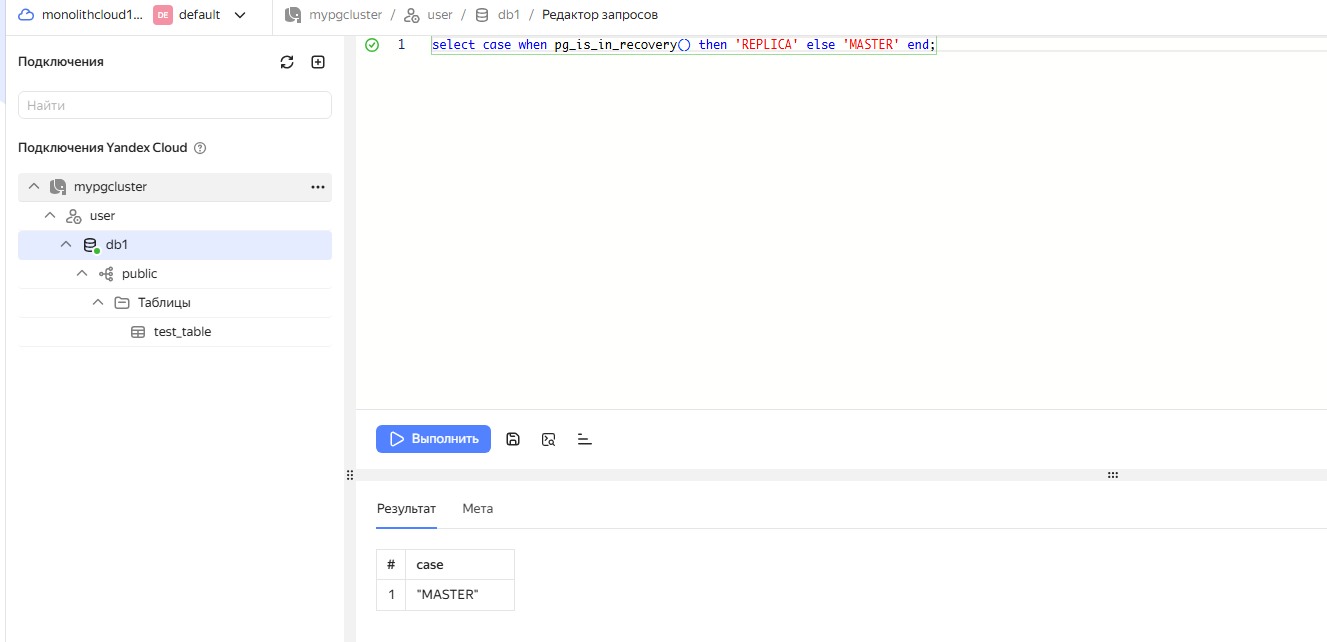 monolithcloud1... DE default
mypgcluster / user / db1 / Редактор запросов
Подключения
Найти
Подключения Yandex Cloud
mypgcluster
user
db1
public
Таблицы
test_table
1 select case when pg_is_in_recovery() then 'REPLICA' else 'MASTER' end;
Выполнить
Результат Мета
# case
1 "MASTER"